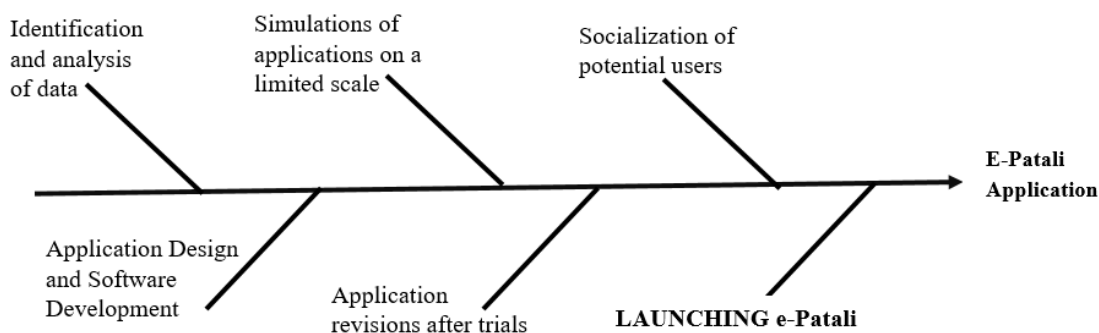 Identification
and analysis
of data
Simulations of
applications on a
limited scale
Socialization of
potential users
E-Patali
Application
Application Design
and Software
Development
Application
revisions after trials
LAUNCHING e-Patali